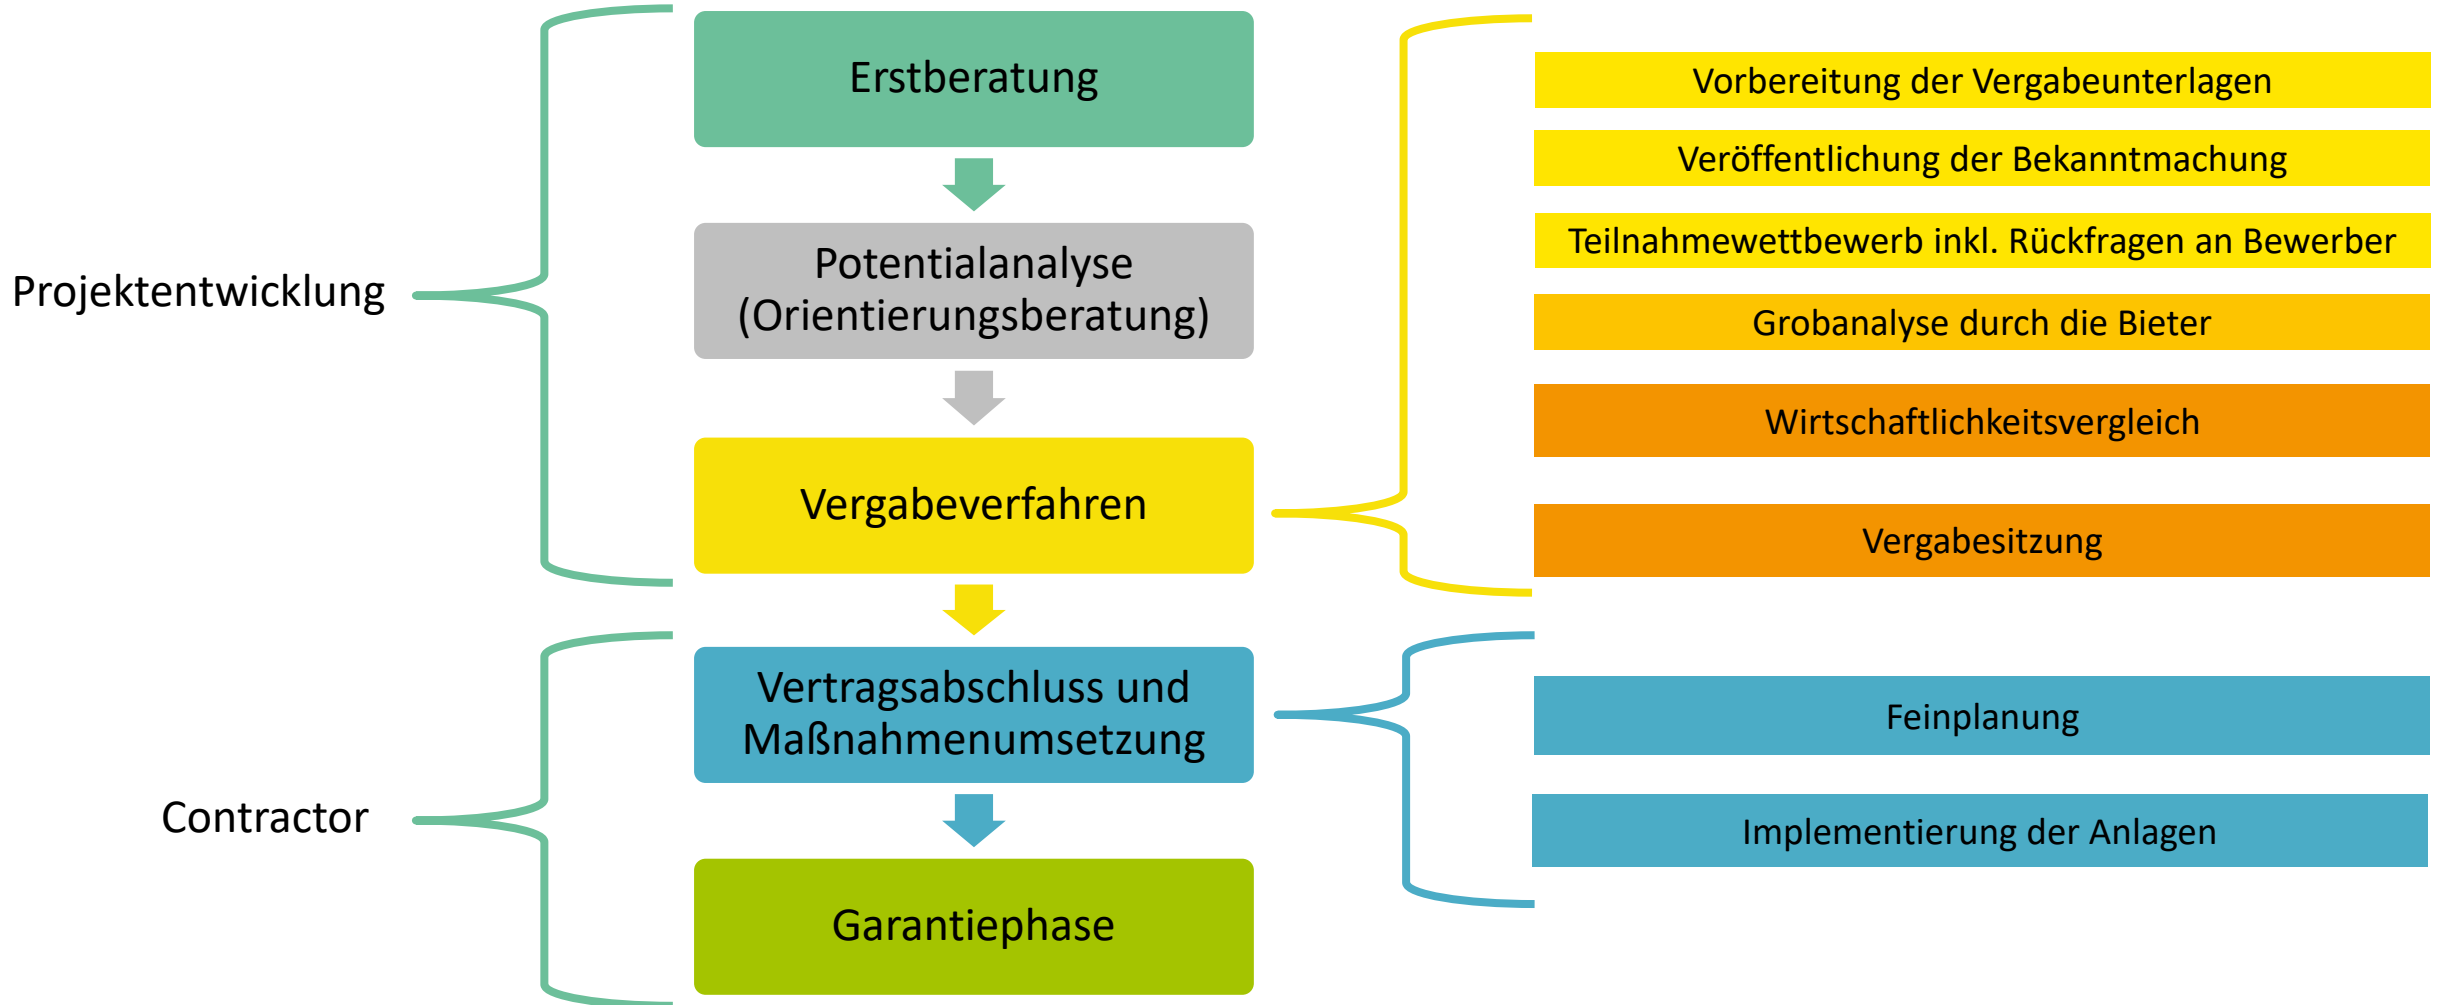 Projektentwicklung
Erstberatung
Potentialanalyse
(Orientierungsberatung)
Vergabeverfahren
Vorbereitung der Vergabeunterlagen
Veröffentlichung der Bekanntmachung
Teilnahmewettbewerb inkl. Rückfragen an Bewerber
Grobanalyse durch die Bieter
Wirtschaftlichkeitsvergleich
Vergabesitzung
Contractor
Vertragsabschluss und
Maßnahmenumsetzung
Garantiephase
Feinplanung
Implementierung der Anlagen